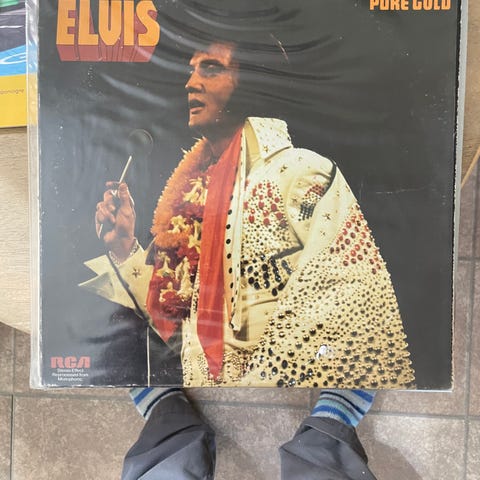 ELVIS
PURE GOLD
RCA
Stereo Effect
Reprocessed from
Monophonic